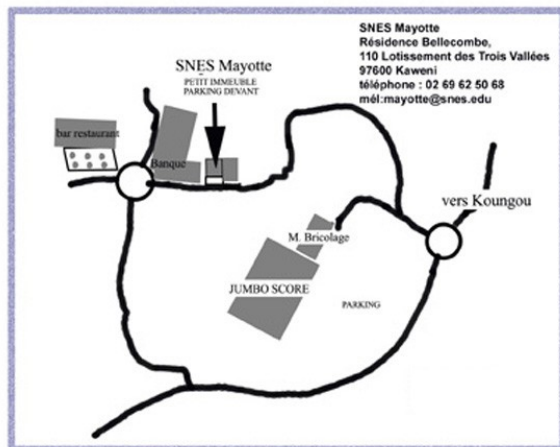 SNES Mayotte
Résidence Bellecombe,
110 Lotissement des Trois Vallées
97600 Kaweni
téléphone : 02 69 62 50 68
mél:mayotte@snes.edu
SNES Mayotte
PETIT IMMEUBLE
PARKING DEVANT
bar restaurant
Banque
vers Koungou
M. Bricolage
JUMBO SCORE
PARKING